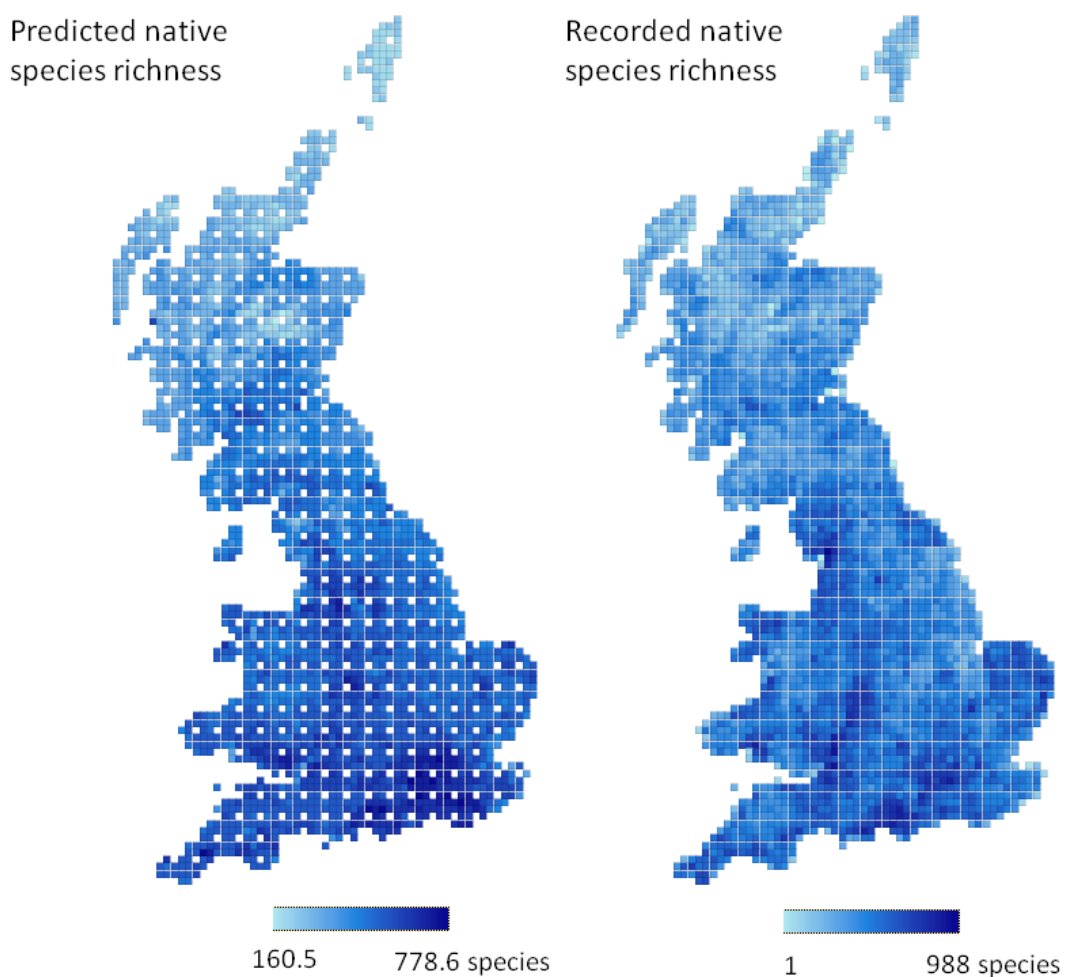 Predicted native
species richness
Recorded native
species richness
160.5
778.6 species
1
988 species